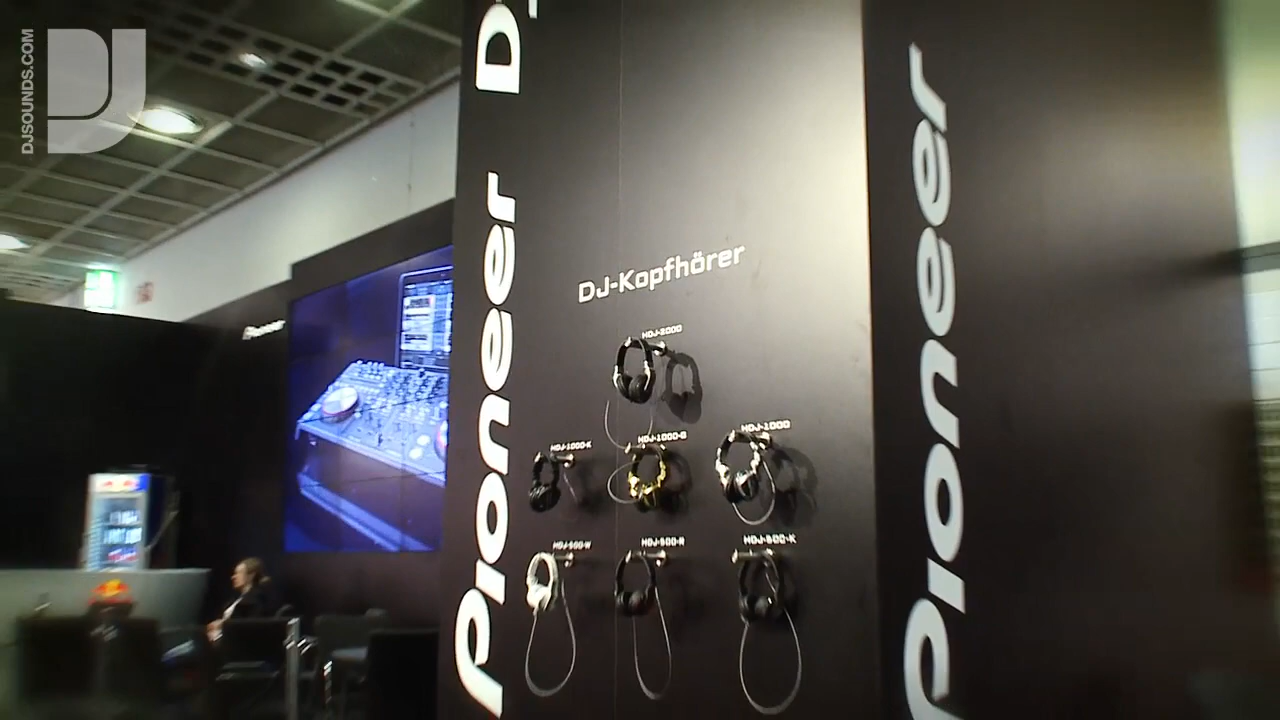 DJSOUNDS.COM
DJ
Pioneer D
Pioneer
Pioneer
DJ-Kopfhörer
HDJ-2000
HDJ-1000-K
HDJ-1000-G
HDJ-1000
HDJ-500-W
HDJ-500-R
HDJ-500-K